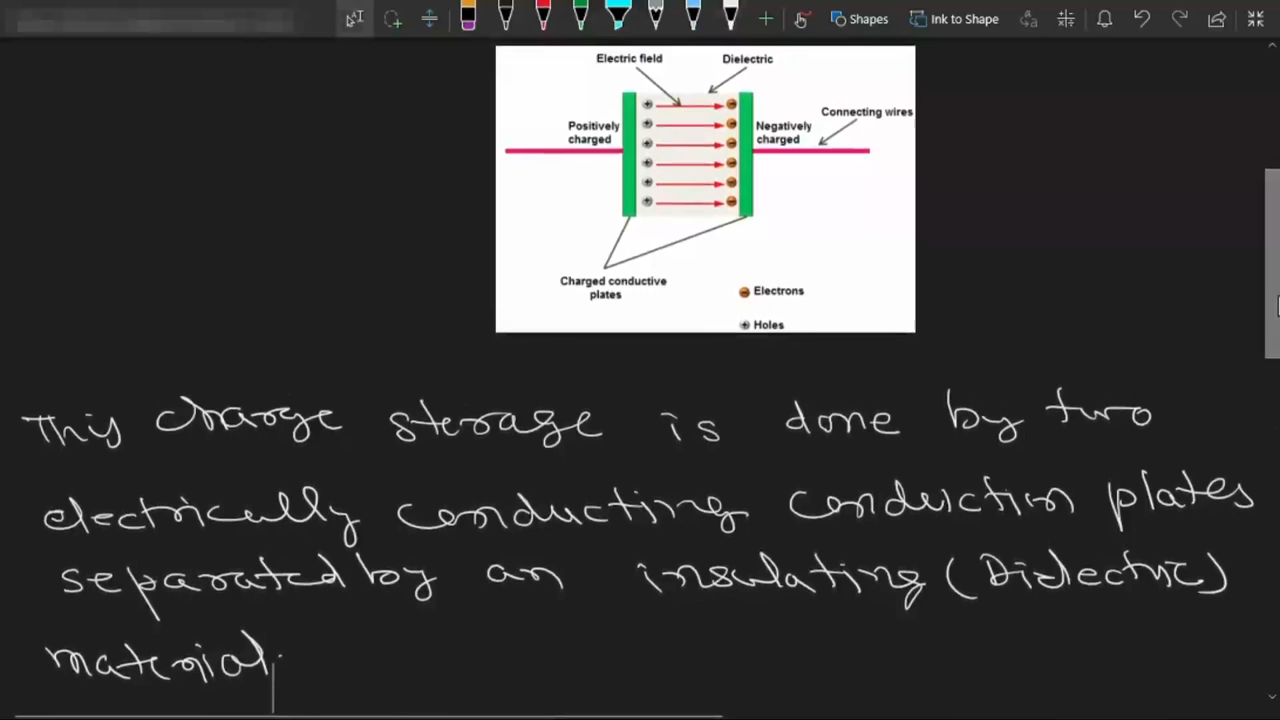 Shapes
Ink to Shape
Electric field
Dielectric
Connecting wires
Positively
charged
Negatively
charged
Charged conductive
plates
Electrons
Holes
This charge storage is done by two
electrically conducting conduction plates
separated by an insulating (Dielectric)
material.